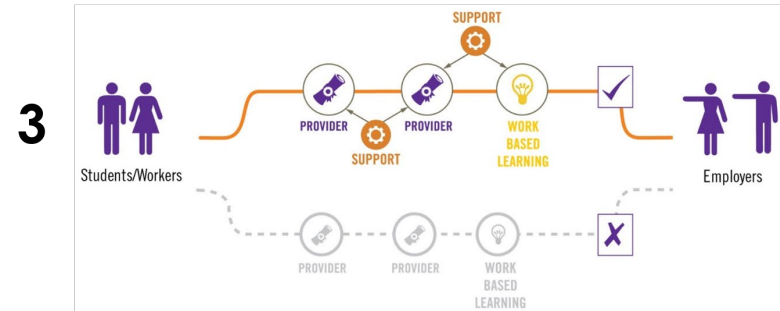 3
SUPPORT
PROVIDER
PROVIDER
WORK
BASED
LEARNING
SUPPORT
Students/Workers
Employers
PROVIDER
PROVIDER
WORK
BASED
LEARNING